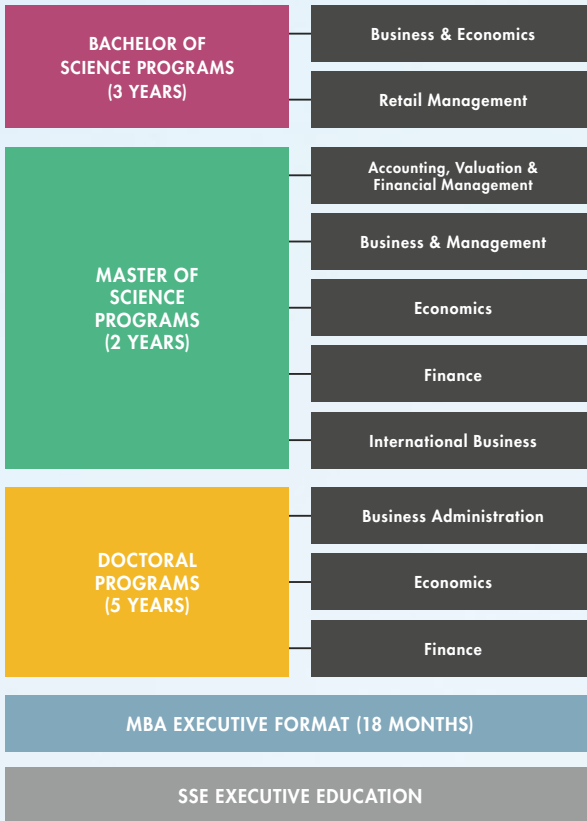 BACHELOR OF
SCIENCE PROGRAMS
(3 YEARS)
Business & Economics
Retail Management
MASTER OF
SCIENCE
PROGRAMS
(2 YEARS)
Accounting, Valuation &
Financial Management
Business & Management
Economics
Finance
International Business
DOCTORAL
PROGRAMS
(5 YEARS)
Business Administration
Economics
Finance
MBA EXECUTIVE FORMAT (18 MONTHS)
SSE EXECUTIVE EDUCATION